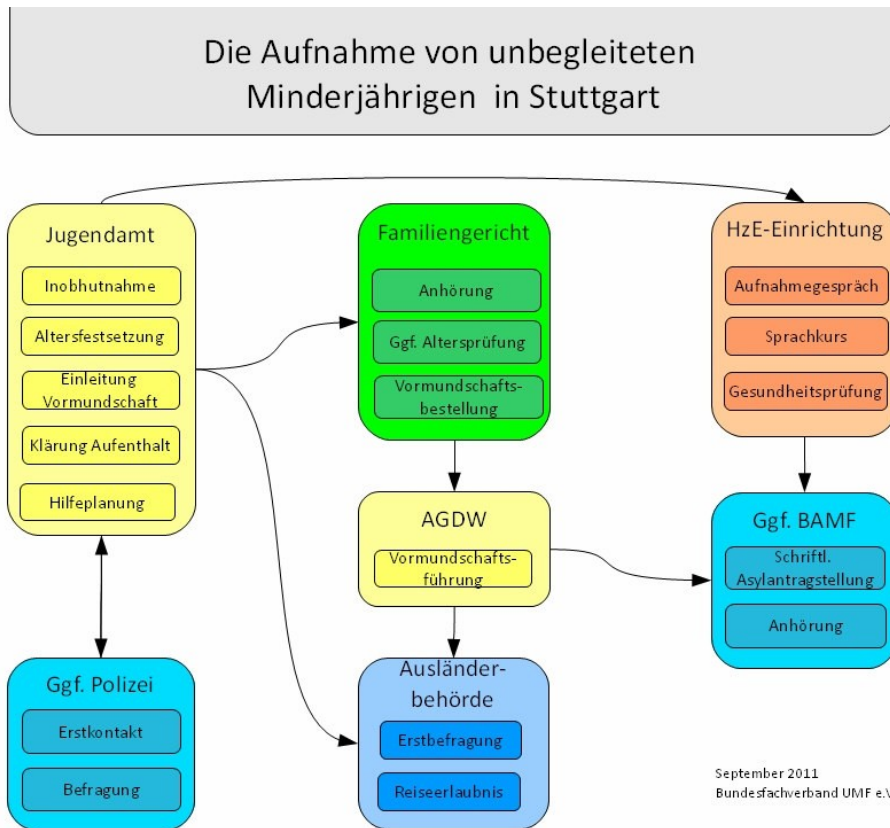 Die Aufnahme von unbegleiteten
Minderjährigen in Stuttgart
Jugendamt
Inobhutnahme
Altersfestsetzung
Einleitung
Vormundschaft
Klärung Aufenthalt
Hilfeplanung
Familiengericht
Anhörung
Ggf. Altersprüfung
Vormundschafts-
bestellung
HzE-Einrichtung
Aufnahmegespräch
Sprachkurs
Gesundheitsprüfung
AGDW
Vormundschafts-
führung
Ggf. BAMF
Schriftl.
Asylantragstellung
Anhörung
Ggf. Polizei
Erstkontakt
Befragung
Ausländer-
behörde
Erstbefragung
Reiseerlaubnis
September 2011
Bundesfachverband UMF e.V